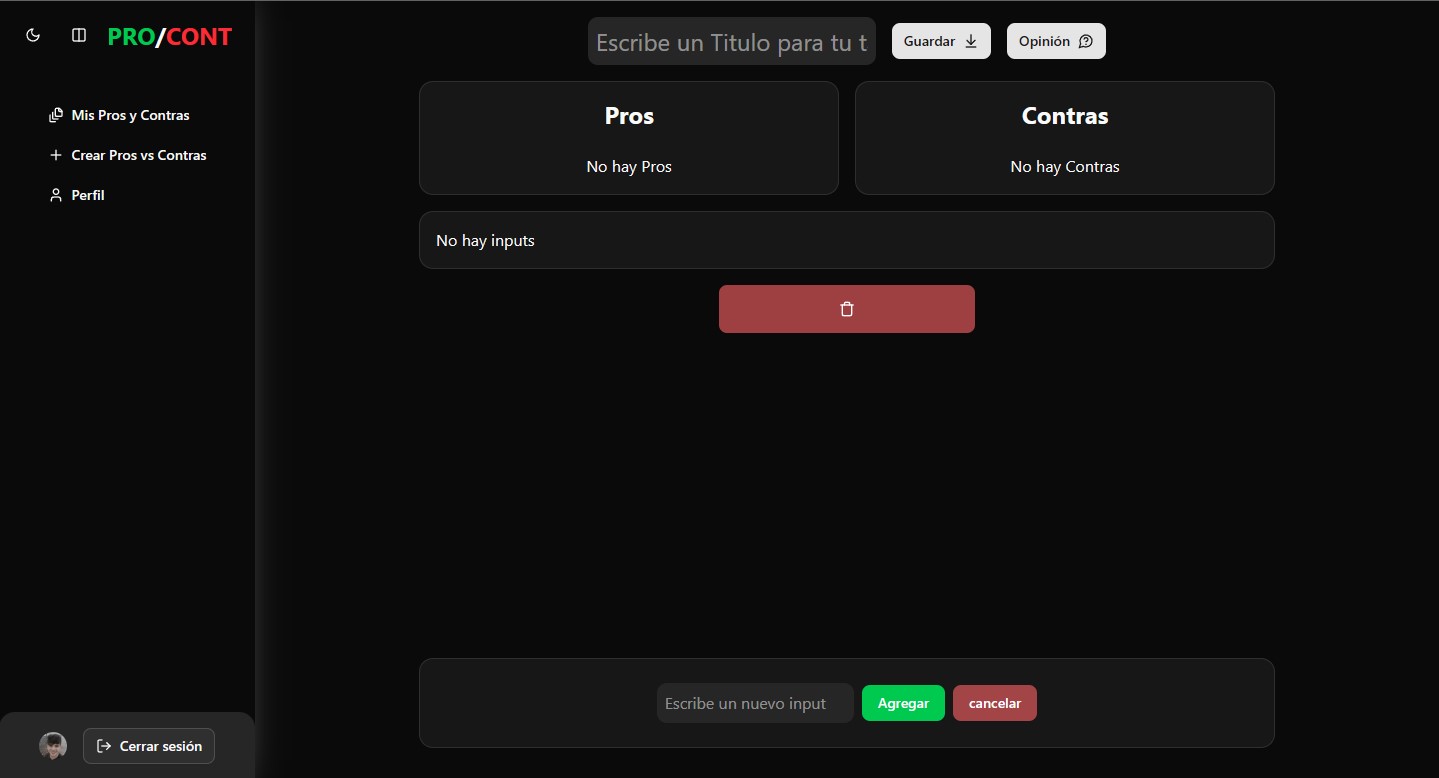 PRO/CONT
Mis Pros y Contras
Crear Pros vs Contras
Perfil
Cerrar sesión
Escribe un Titulo para tu t
Guardar
Opinión
Pros
No hay Pros
Contras
No hay Contras
No hay inputs
Escribe un nuevo input
Agregar
cancelar